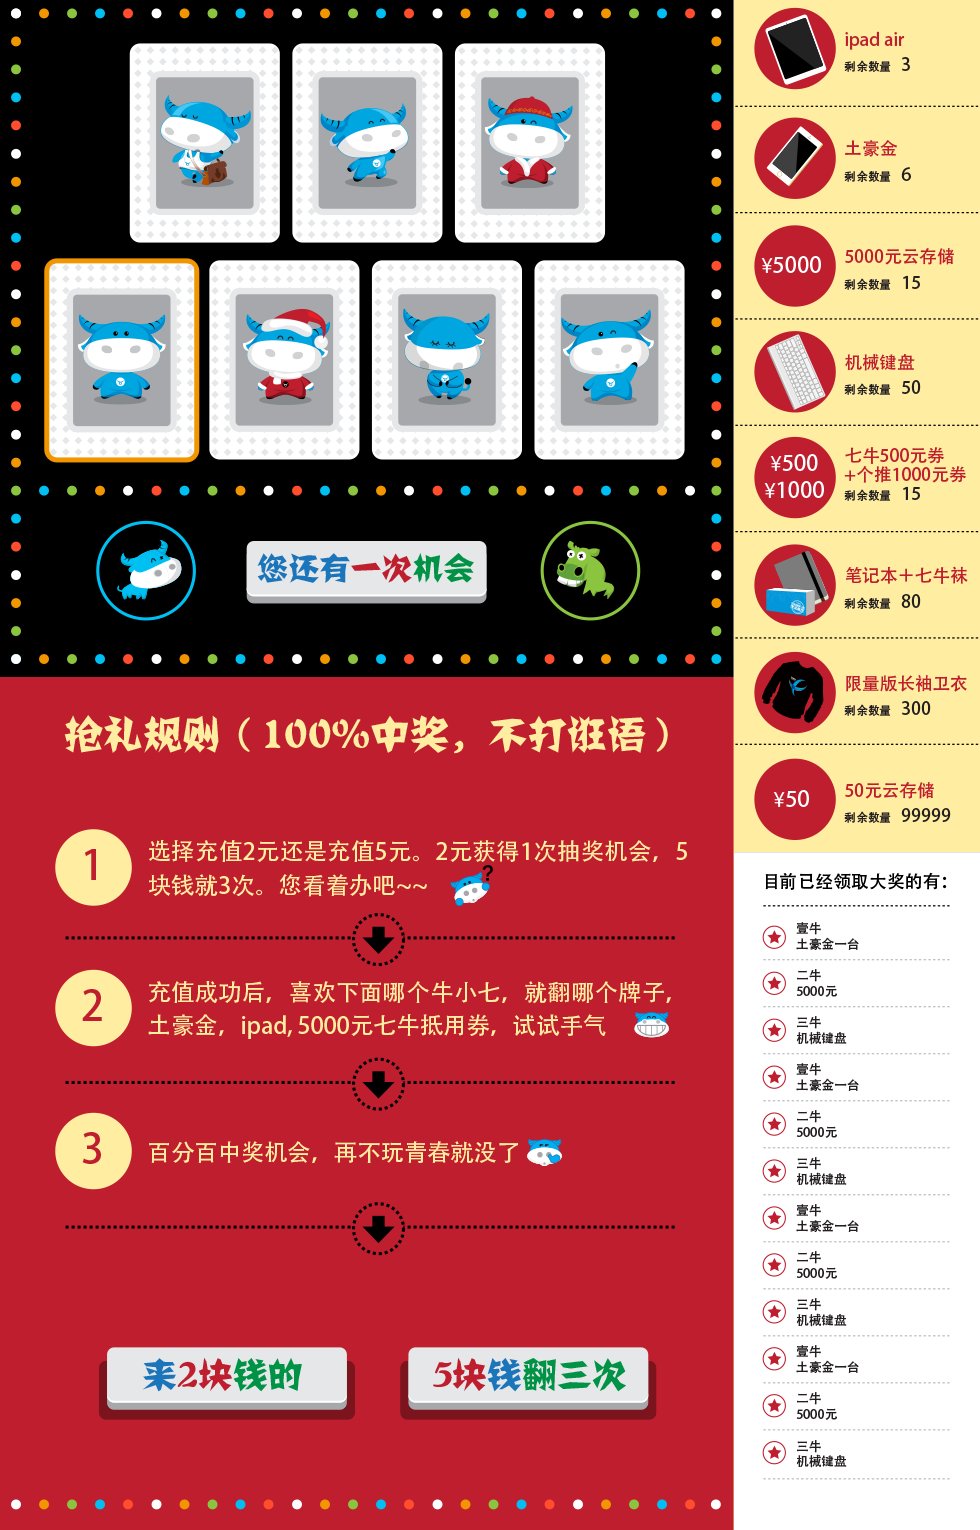 您还有一次机会
抢礼规则（100%中奖，不打诳语）
1
选择充值2元还是充值5元。2元获得1次抽奖机会，5
块钱就3次。您看着办吧~~
?
2
充值成功后，喜欢下面哪个牛小七，就翻哪个牌子，
土豪金，ipad, 5000元七牛抵用券，试试手气
3
百分百中奖机会，再不玩青春就没了
来2块钱的
5块钱翻三次
ipad air
剩余数量 3
土豪金
剩余数量 6
¥5000
5000元云存储
剩余数量 15
机械键盘
剩余数量 50
¥500
¥1000
七牛500元券
+个推1000元券
剩余数量 15
笔记本+七牛袜
剩余数量 80
限量版长袖卫衣
剩余数量 300
¥50
50元云存储
剩余数量 99999
目前已经领取大奖的有：
壹牛
土豪金一台
二牛
5000元
三牛
机械键盘
壹牛
土豪金一台
二牛
5000元
三牛
机械键盘
壹牛
土豪金一台
二牛
5000元
三牛
机械键盘
壹牛
土豪金一台
二牛
5000元
三牛
机械键盘